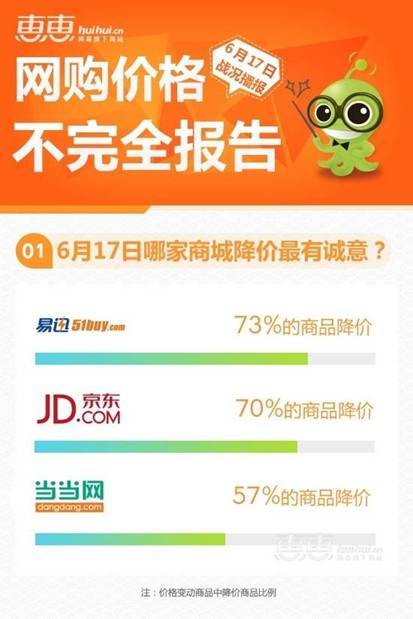 惠惠 huihui.cn
网易旗下网站
6月17日
战况播报
网购价格
不完全报告
01 6月17日哪家商城降价最有诚意？
易迅 51buy.com 73%的商品降价
JD.COM 京东 70%的商品降价
当当网
dangdang.com
57%的商品降价
惠惠 huihui.cn
网易旗下网站
注：价格变动商品中降价商品比例